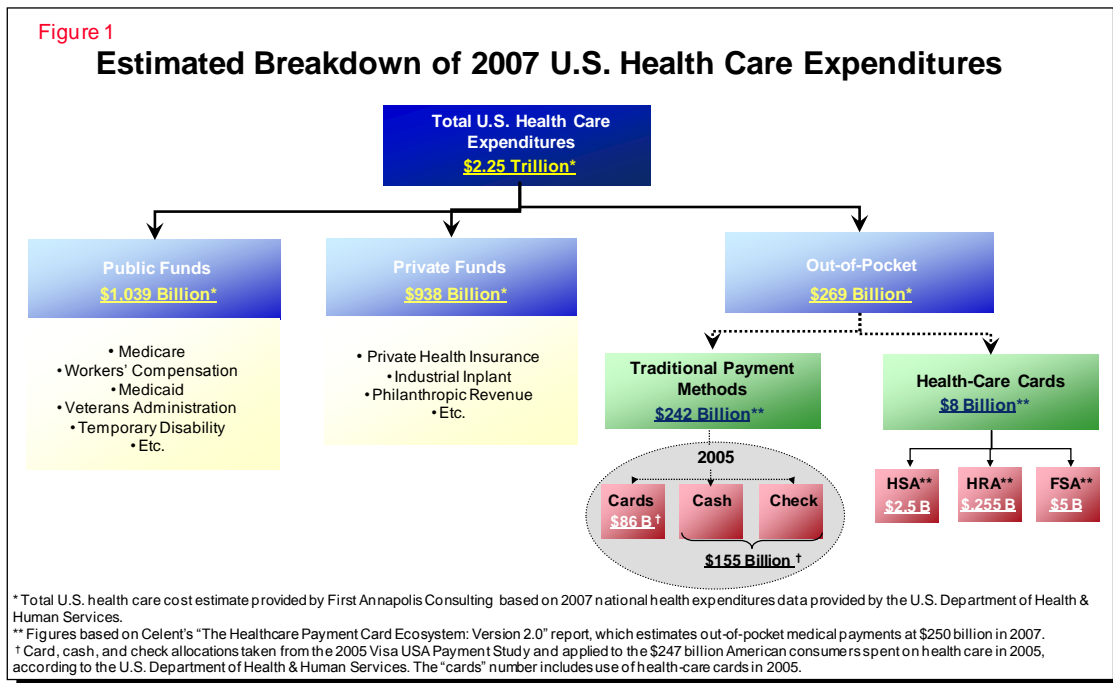 Figure 1
Estimated Breakdown of 2007 U.S. Health Care Expenditures
Total U.S. Health Care
Expenditures
$2.25 Trillion*
Public Funds
$1,039 Billion*
• Medicare
• Workers' Compensation
• Medicaid
• Veterans Administration
• Temporary Disability
• Etc.
Private Funds
$938 Billion*
• Private Health Insurance
• Industrial Inplant
• Philanthropic Revenue
• Etc.
Out-of-Pocket
$269 Billion*
Traditional Payment
Methods
$242 Billion**
2005
Cards
$86 B†
Cash
Check
$155 Billion †
Health-Care Cards
$8 Billion**
HSA**
$2.5 B
HRA**
$.255 B
FSA**
$5 B
* Total U.S. health care cost estimate provided by First Annapolis Consulting based on 2007 national health expenditures data provided by the U.S. Department of Health &
Human Services.
** Figures based on Celent's "The Healthcare Payment Card Ecosystem: Version 2.0" report, which estimates out-of-pocket medical payments at $250 billion in 2007.
† Card, cash, and check allocations taken from the 2005 Visa USA Payment Study and applied to the $247 billion American consumers spent on health care in 2005,
according to the U.S. Department of Health & Human Services. The "cards" number includes use of health-care cards in 2005.